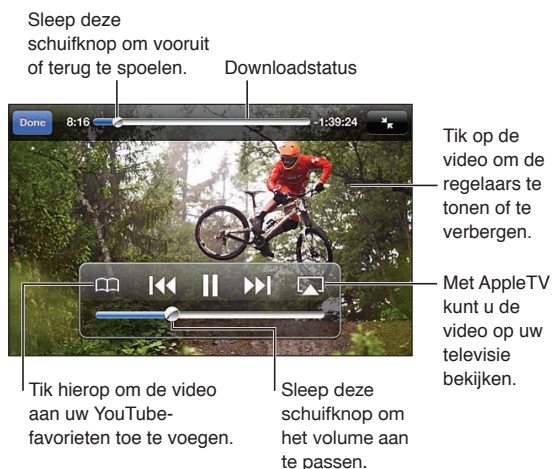 Sleep deze
schuifknop om vooruit
of terug te spoelen.
Downloadstatus
Done 8:16 -1:39:24
Tik op de
video om de
regelaars te
tonen of te
verbergen.
Met AppleTV
kunt u de
video op uw
televisie
bekijken.
Tik hierop om de video
aan uw YouTube-
favorieten toe te voegen.
Sleep deze
schuifknop om
het volume aan
te passen.